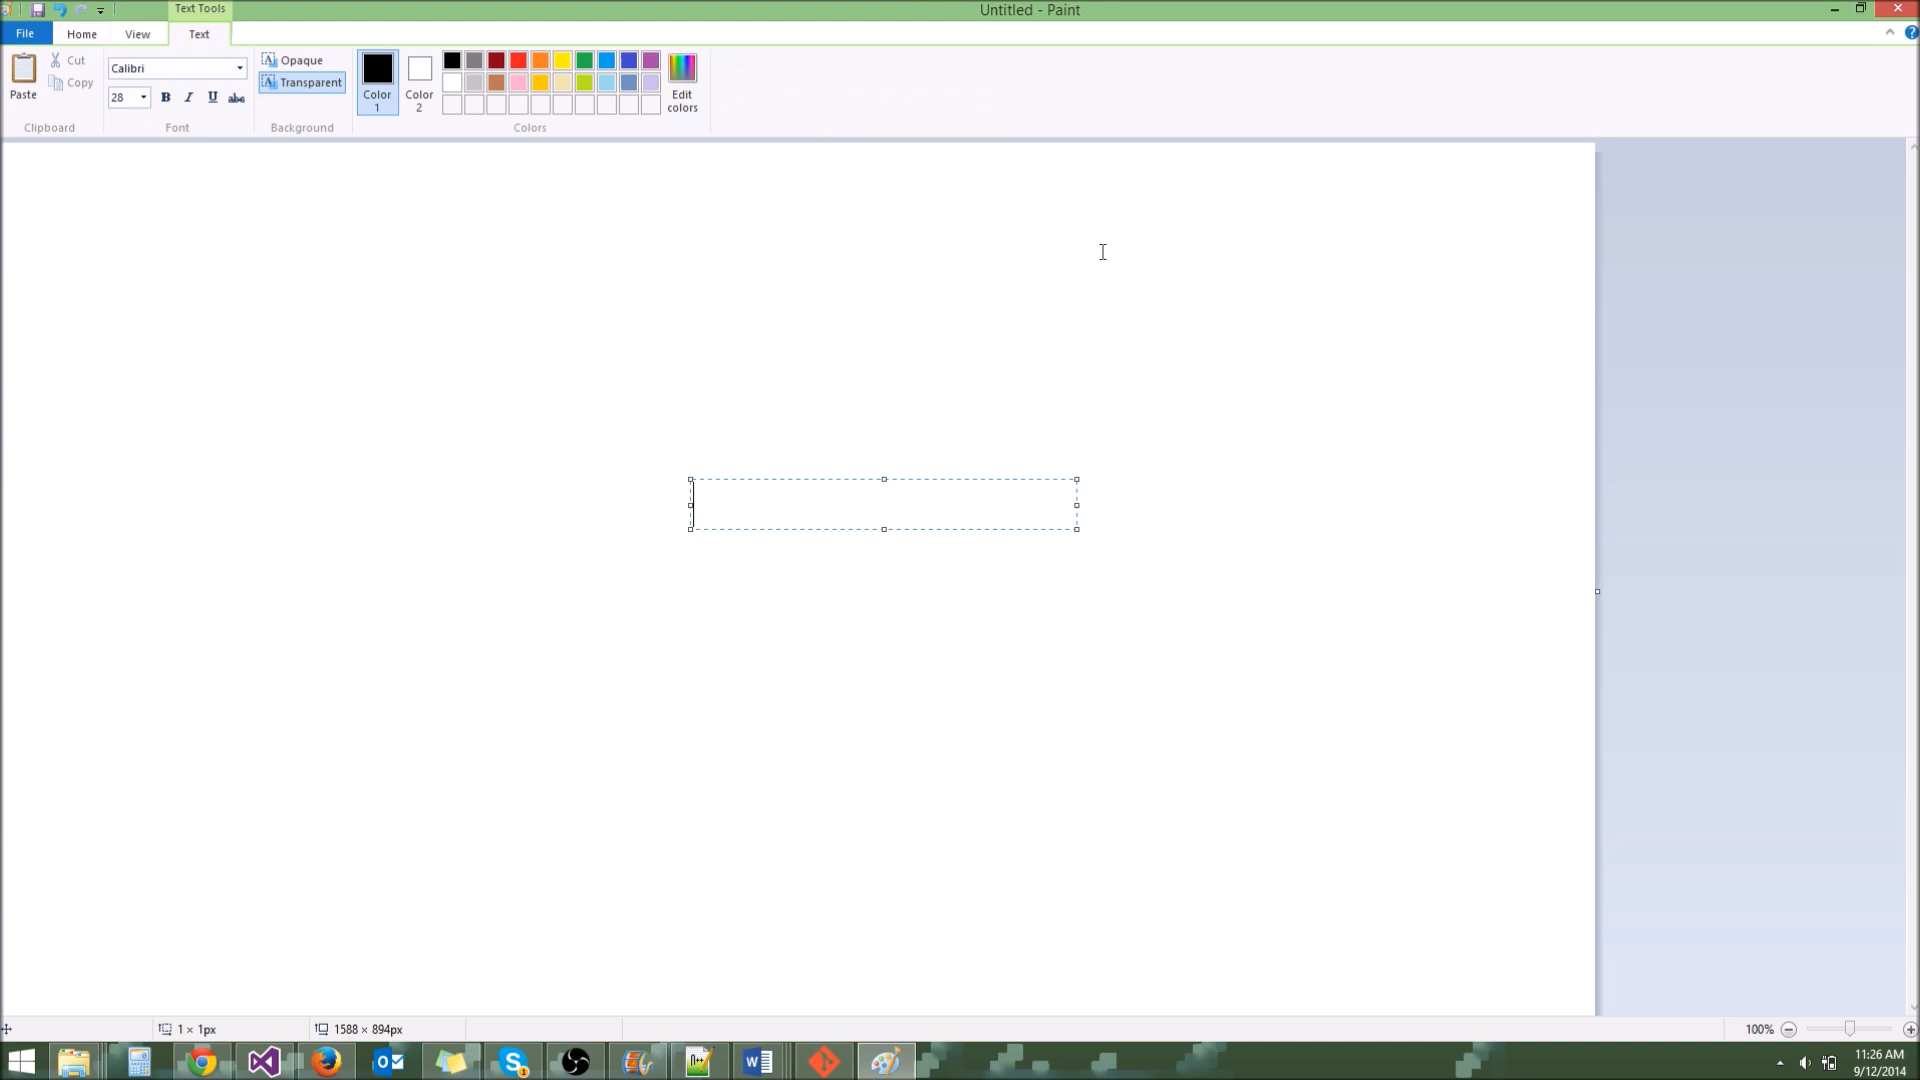 Text Tools
Untitled - Paint
File
Home
View
Text
Paste
Cut
Copy
Clipboard
Calibri
28
B I U abc
Font
Opaque
Transparent
Background
Color
1
Color
2
Edit
colors
Colors
1 × 1px
1588 × 894px
100%
11:26 AM
9/12/2014